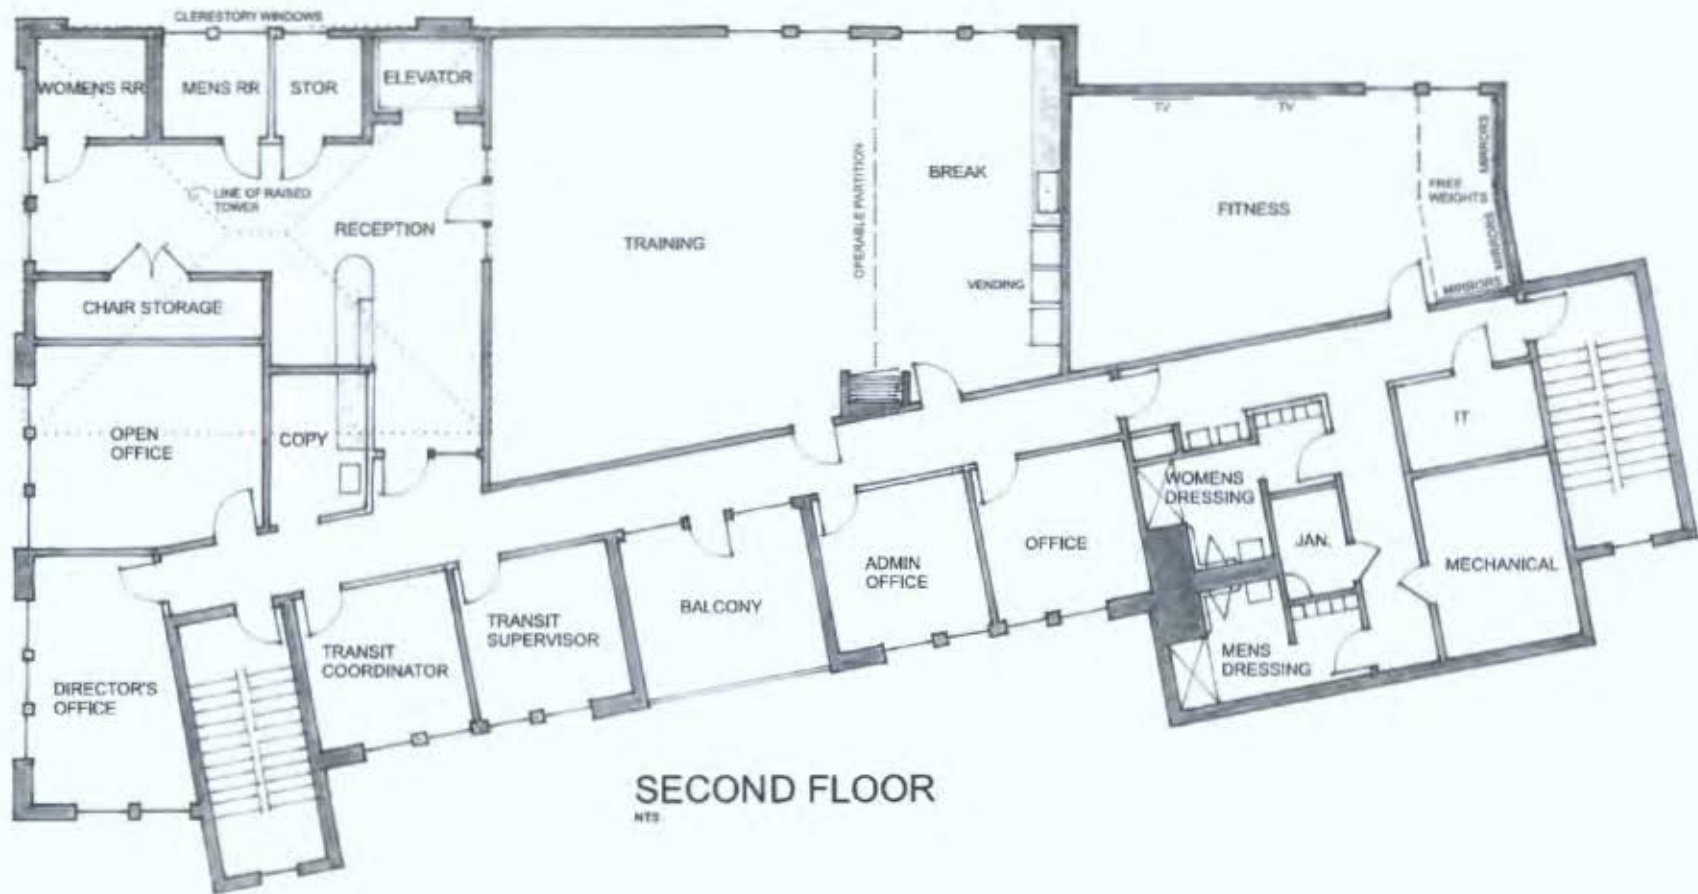 CLERESTORY WINDOWS
WOMENS RR
MENS RR
STOR
ELEVATOR
LINE OF RAISED
TOWER
RECEPTION
CHAIR STORAGE
OPEN
OFFICE
COPY
TRAINING
OPERABLE PARTITION
BREAK
VENDING
TV
TV
FITNESS
FREE
WEIGHTS
MIRRORS
MIRRORS
MIRRORS
IT
MECHANICAL
WOMENS
DRESSING
JAN.
MENS
DRESSING
OFFICE
ADMIN
OFFICE
BALCONY
TRANSIT
SUPERVISOR
TRANSIT
COORDINATOR
DIRECTOR'S
OFFICE
SECOND FLOOR
NTS